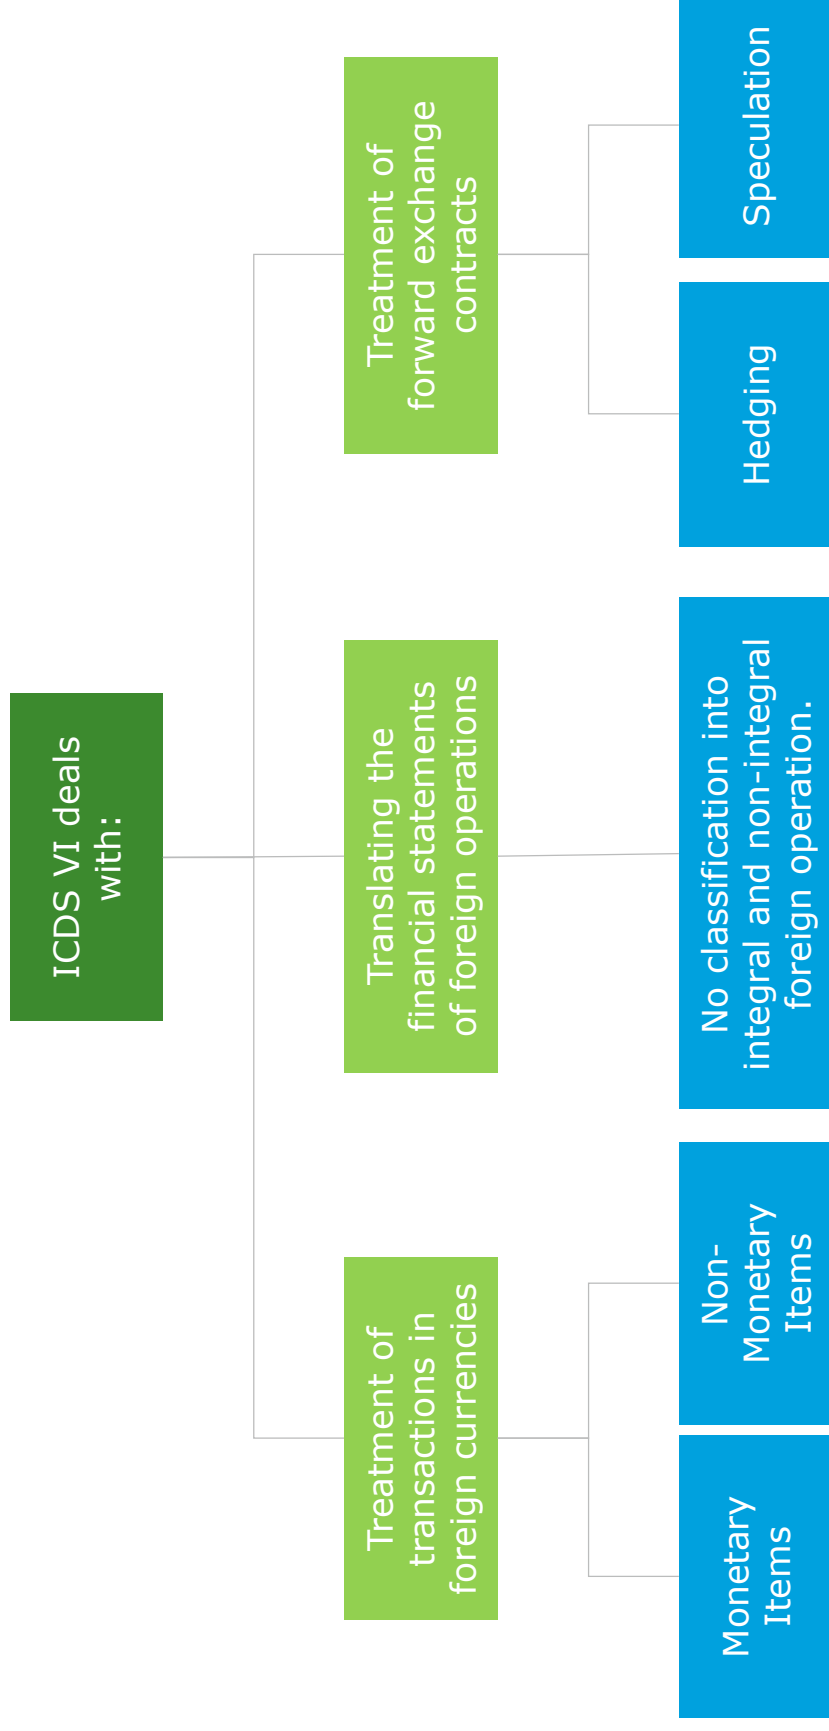 ICDS VI deals
with:
Treatment of
transactions in
foreign currencies
Translating the
financial statements
of foreign operations
Treatment of
forward exchange
contracts
Monetary
Items
Non-
Monetary
Items
No classification into
integral and non-integral
foreign operation.
Hedging
Speculation